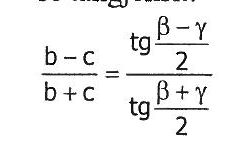 b – c / b + c = tg (β – γ)/2 / tg (β + γ)/2